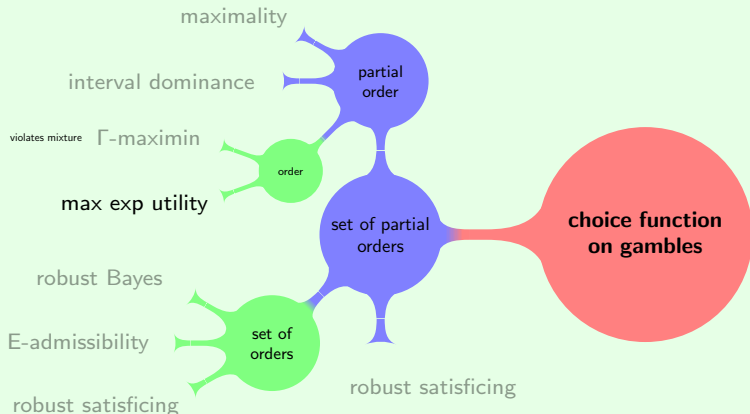 maximality
partial
order
interval dominance
violates mixture Γ-maximin
order
max exp utility
set of partial
orders
choice function
on gambles
robust Bayes
set of
orders
E-admissibility
robust satisficing
robust satisficing